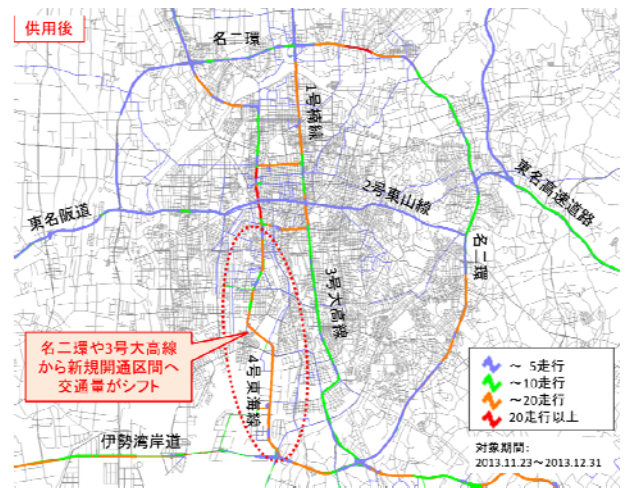 供用後
名二環
1号楠線
2号東山線
東名高速道路
東名阪道
名二環
3号大高線
名二環や3号大高線
から新規開通区間へ
交通量がシフト
4号東海線
伊勢湾岸道
～ 5走行
～10走行
～20走行
20走行以上
対象期間:
2013.11.23～2013.12.31